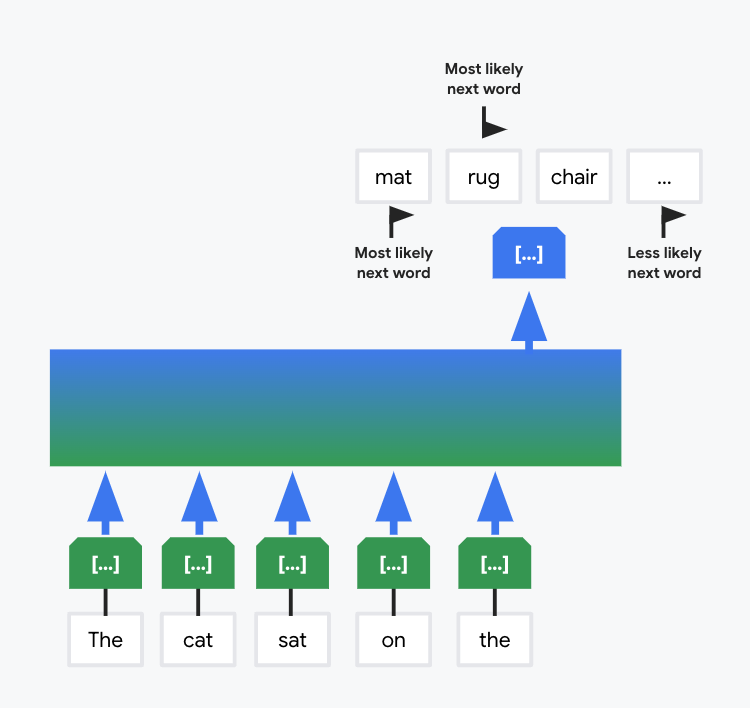 Most likely
next word
mat rug chair ...
Most likely
next word
[...]
Less likely
next word
[...] [...] [...] [...] [...]
The cat sat on the